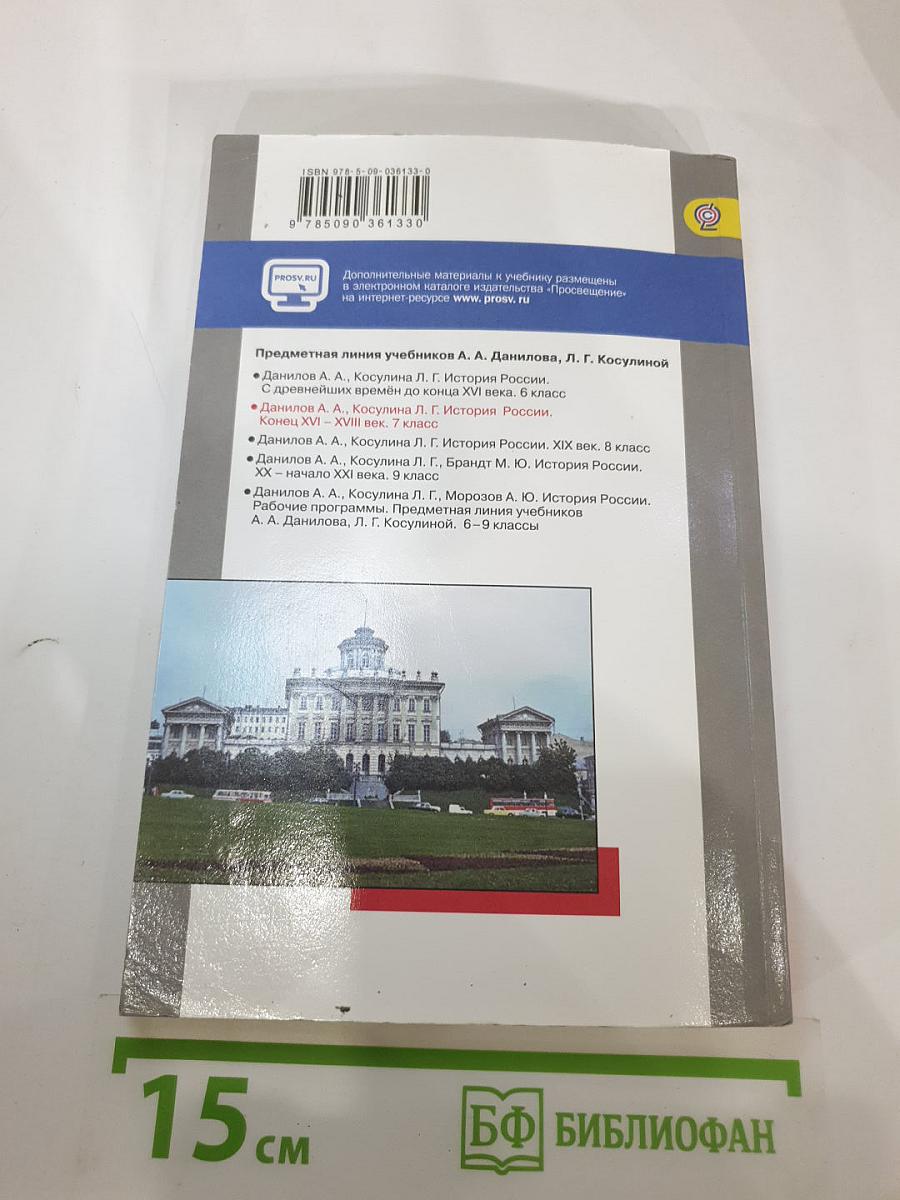 ISBN 978-5-09-036133-0
9 785090 361330
PROSV.RU
Дополнительные материалы к учебнику размещены
в электронном каталоге издательства «Просвещение»
на интернет-ресурсе www. prosv. ru
Предметная линия учебников А. А. Данилова, Л. Г. Косулиной
• Данилов А. А., Косулина Л. Г. История России.
С древнейших времён до конца XVI века. 6 класс
• Данилов А. А., Косулина Л. Г. История России.
Конец XVI – XVIII век. 7 класс
• Данилов А. А., Косулина Л. Г. История России. XIX век. 8 класс
• Данилов А. А., Косулина Л. Г., Брандт М. Ю. История России.
XX – начало XXI века. 9 класс
• Данилов А. А., Косулина Л. Г., Морозов А. Ю. История России.
Рабочие программы. Предметная линия учебников
А. А. Данилова, Л. Г. Косулиной. 6–9 классы
15 см
БФ БИБЛИОФАН